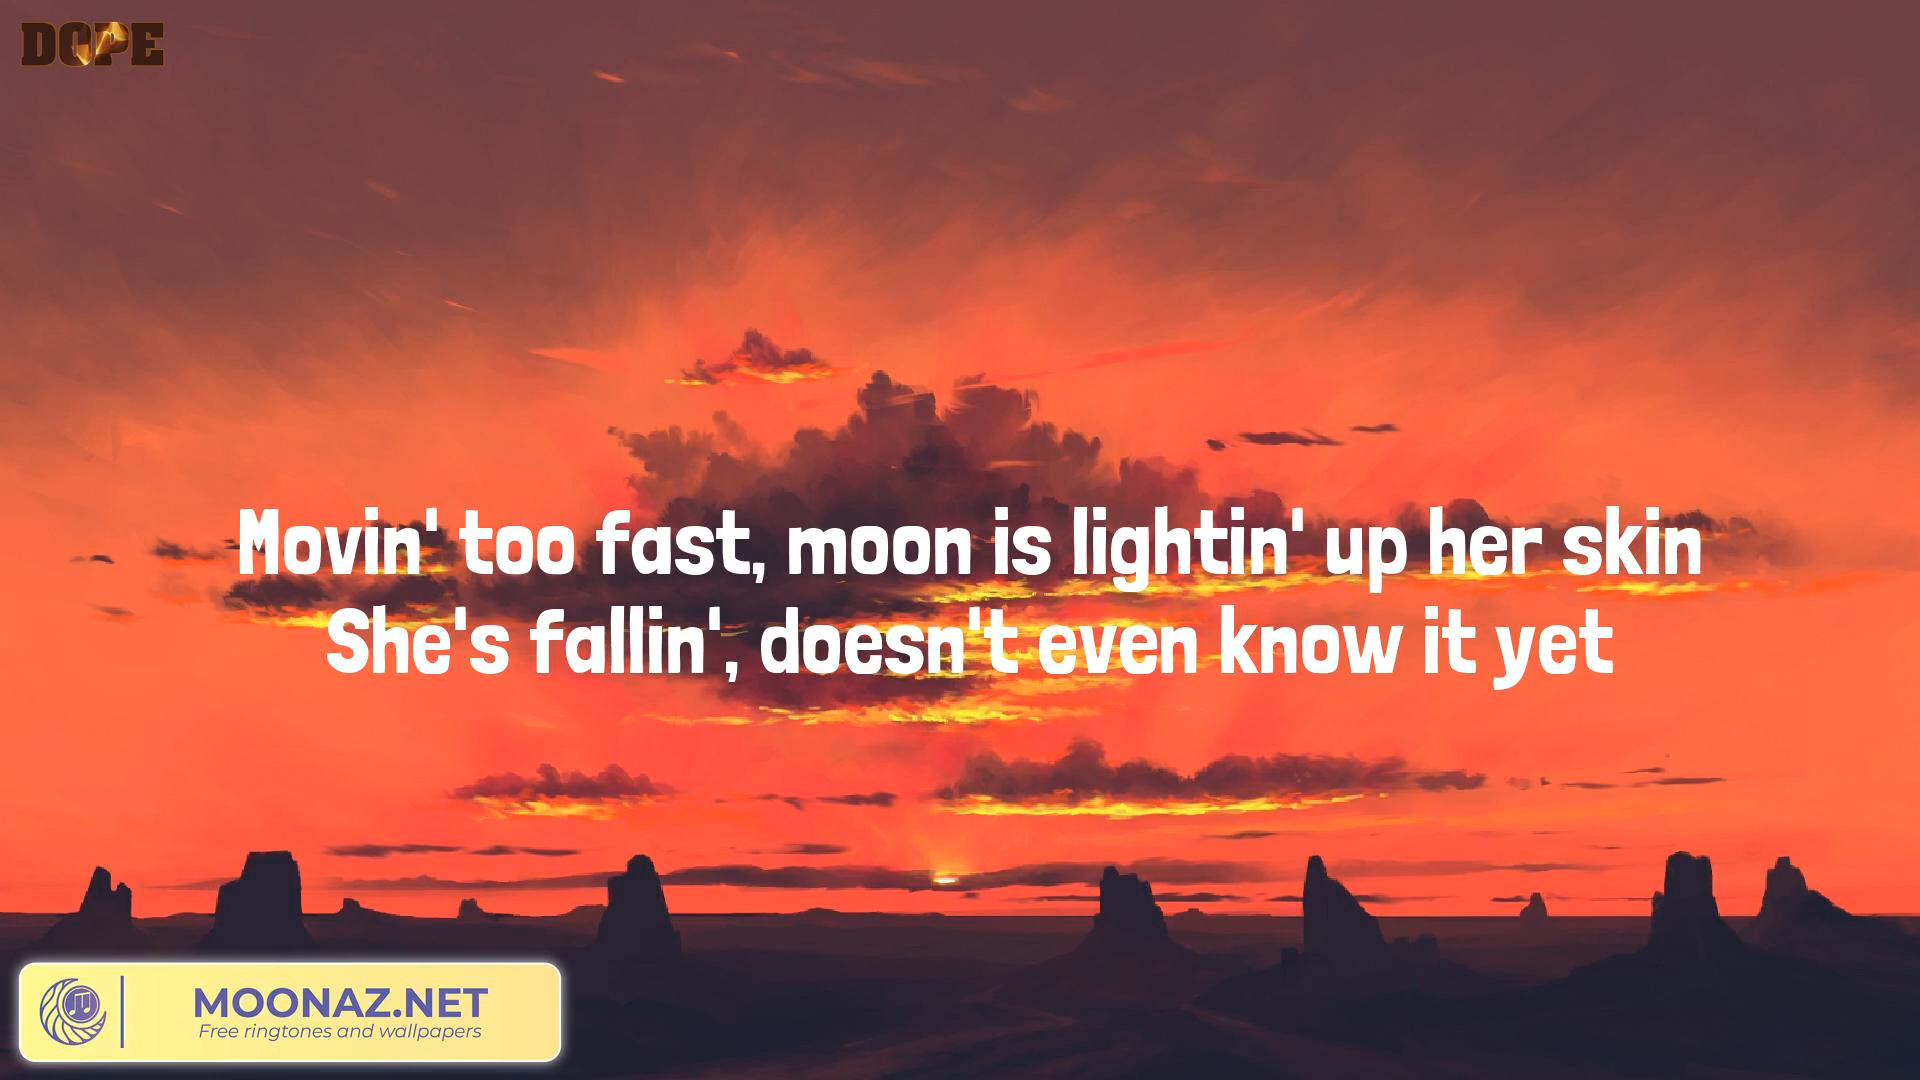 DOPE
Movin' too fast, moon is lightin' up her skin
She's fallin', doesn't even know it yet
MOONAZ.NET
Free ringtones and wallpapers